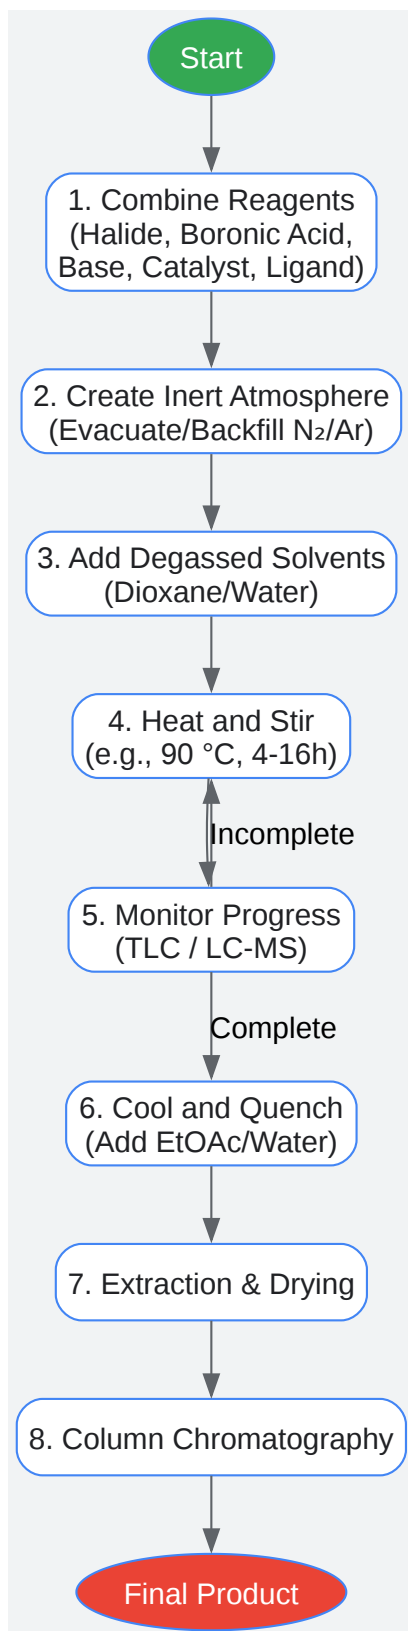 Start
1. Combine Reagents
(Halide, Boronic Acid,
Base, Catalyst, Ligand)
2. Create Inert Atmosphere
(Evacuate/Backfill N₂/Ar)
3. Add Degassed Solvents
(Dioxane/Water)
4. Heat and Stir
(e.g., 90 °C, 4-16h)
Incomplete
5. Monitor Progress
(TLC / LC-MS)
Complete
6. Cool and Quench
(Add EtOAc/Water)
7. Extraction & Drying
8. Column Chromatography
Final Product